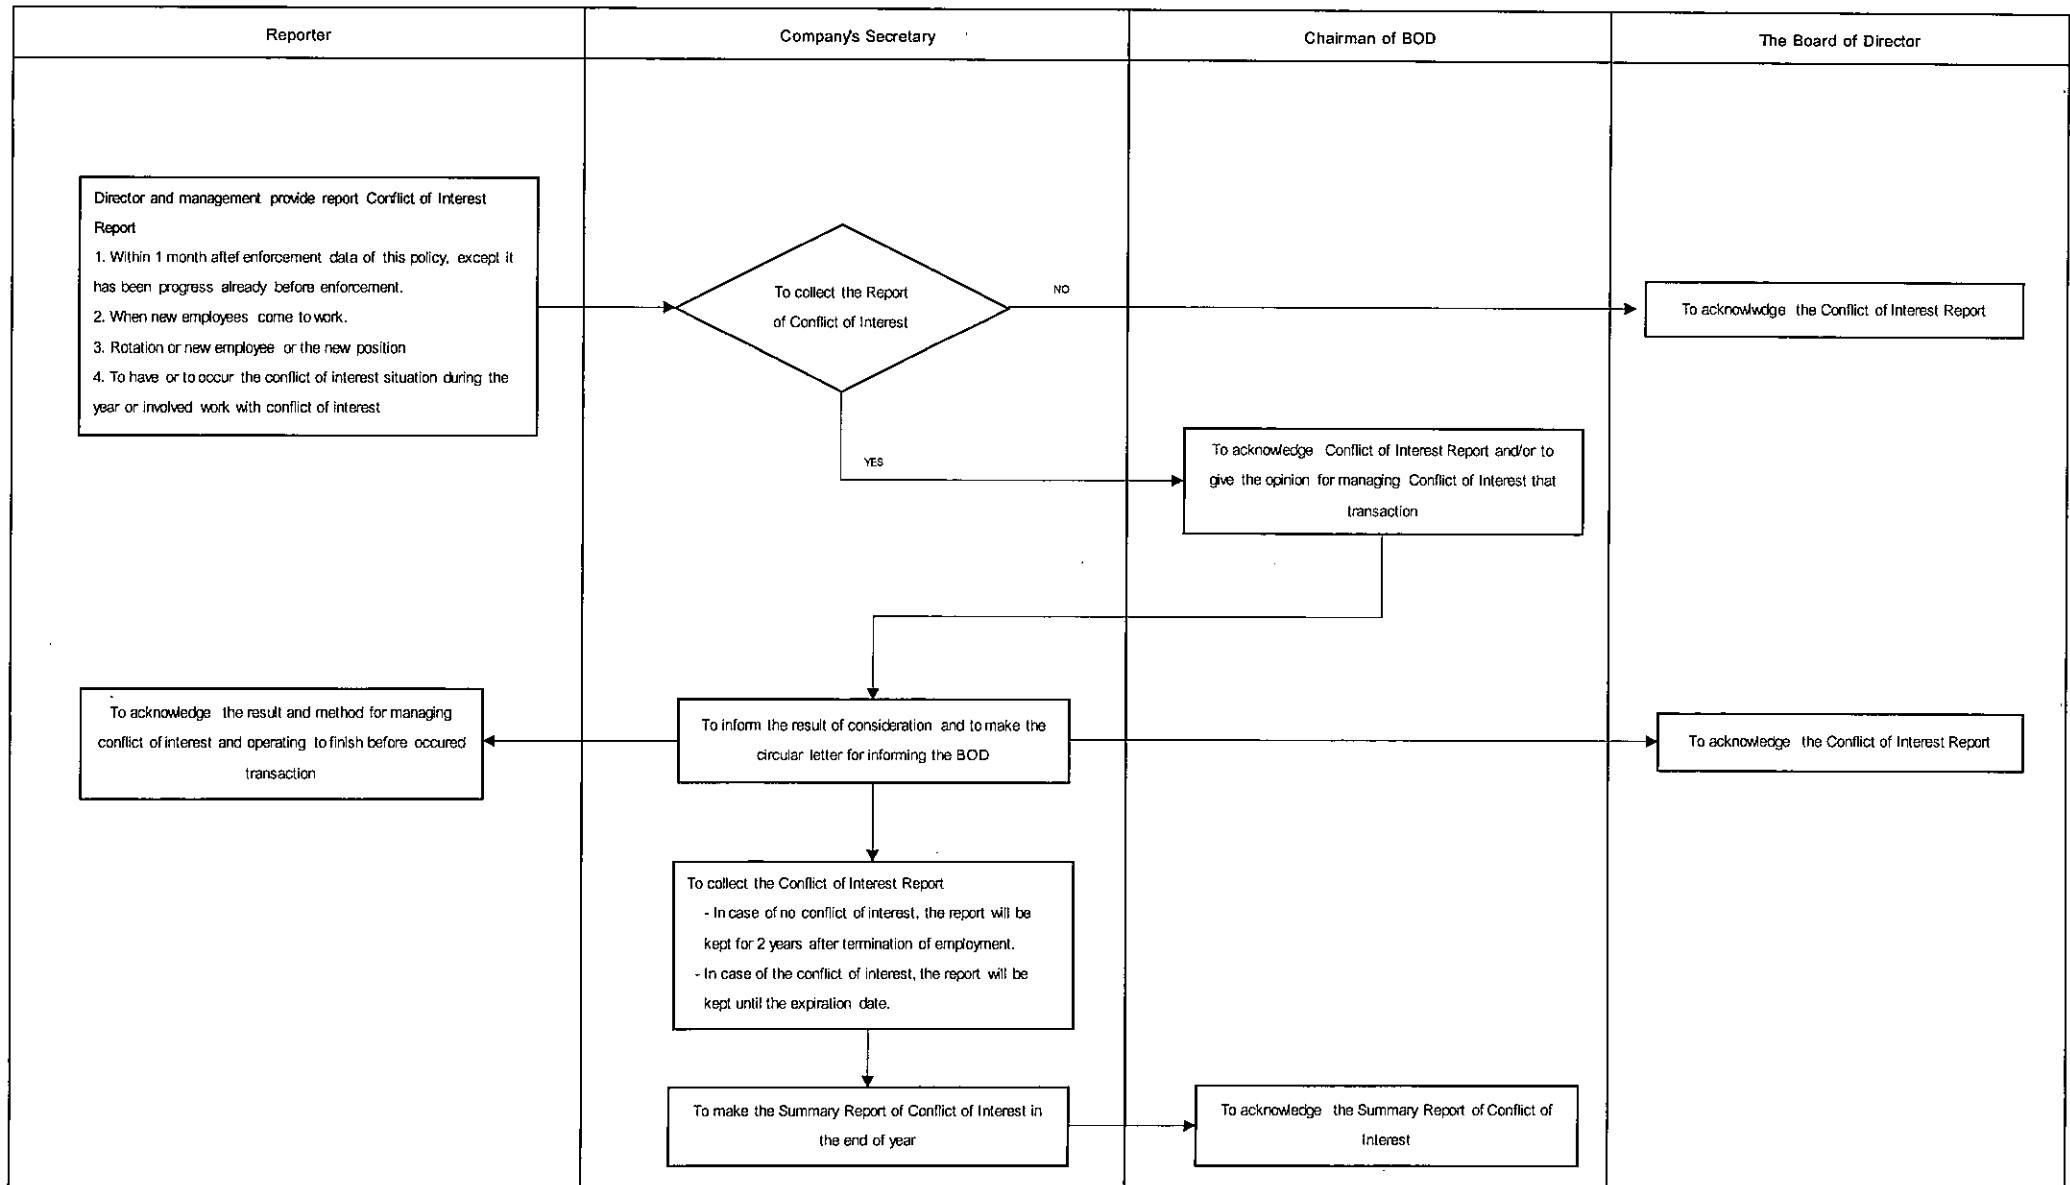 Reporter
Company's Secretary
Chairman of BOD
The Board of Director
Director and management provide report Conflict of Interest
Report
1. Within 1 month aftef enforcement data of this policy, except it
has been progress already before enforcement.
2. When new employees come to work.
3. Rotation or new employee or the new position
4. To have or to occur the conflict of interest situation during the
year or involved work with conflict of interest
To collect the Report
of Conflict of Interest
NO
To acknowlwdge the Conflict of Interest Report
YES
To acknowledge Conflict of Interest Report and/or to
give the opinion for managing Conflict of Interest that
transaction
To acknowledge the result and method for managing
conflict of interest and operating to finish before occured
transaction
To inform the result of consideration and to make the
circular letter for informing the BOD
To acknowledge the Conflict of Interest Report
To collect the Conflict of Interest Report
- In case of no conflict of interest, the report will be
kept for 2 years after termination of employment.
- In case of the conflict of interest, the report will be
kept until the expiration date.
To make the Summary Report of Conflict of Interest in
the end of year
To acknowledge the Summary Report of Conflict of
Interest